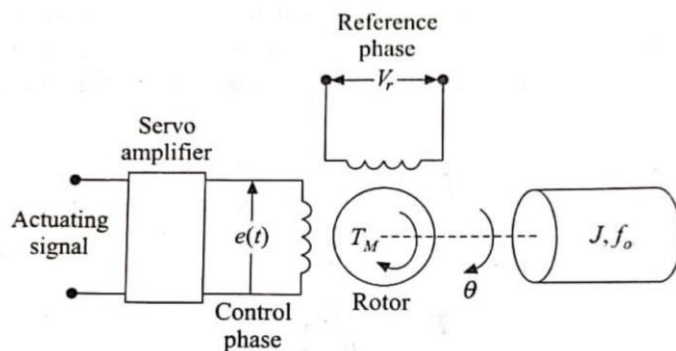 Reference
phase
V_r
Servo
amplifier
Actuating
signal
e(t)
T_M
J, f_o
θ
Rotor
Control
phase